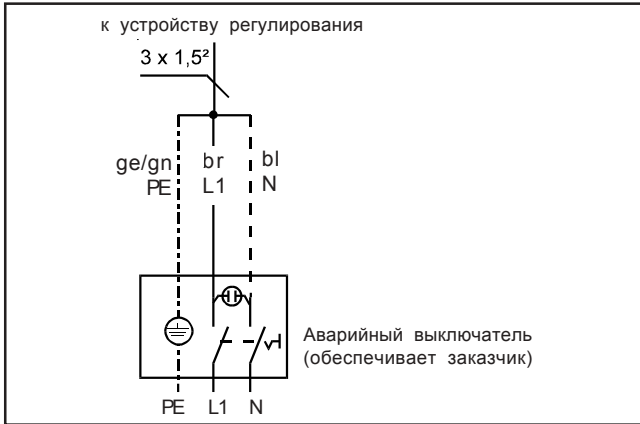 к устройству регулирования
3 x 1,5²
ge/gn br bl
PE L1 N
Аварийный выключатель
(обеспечивает заказчик)
PE L1 N